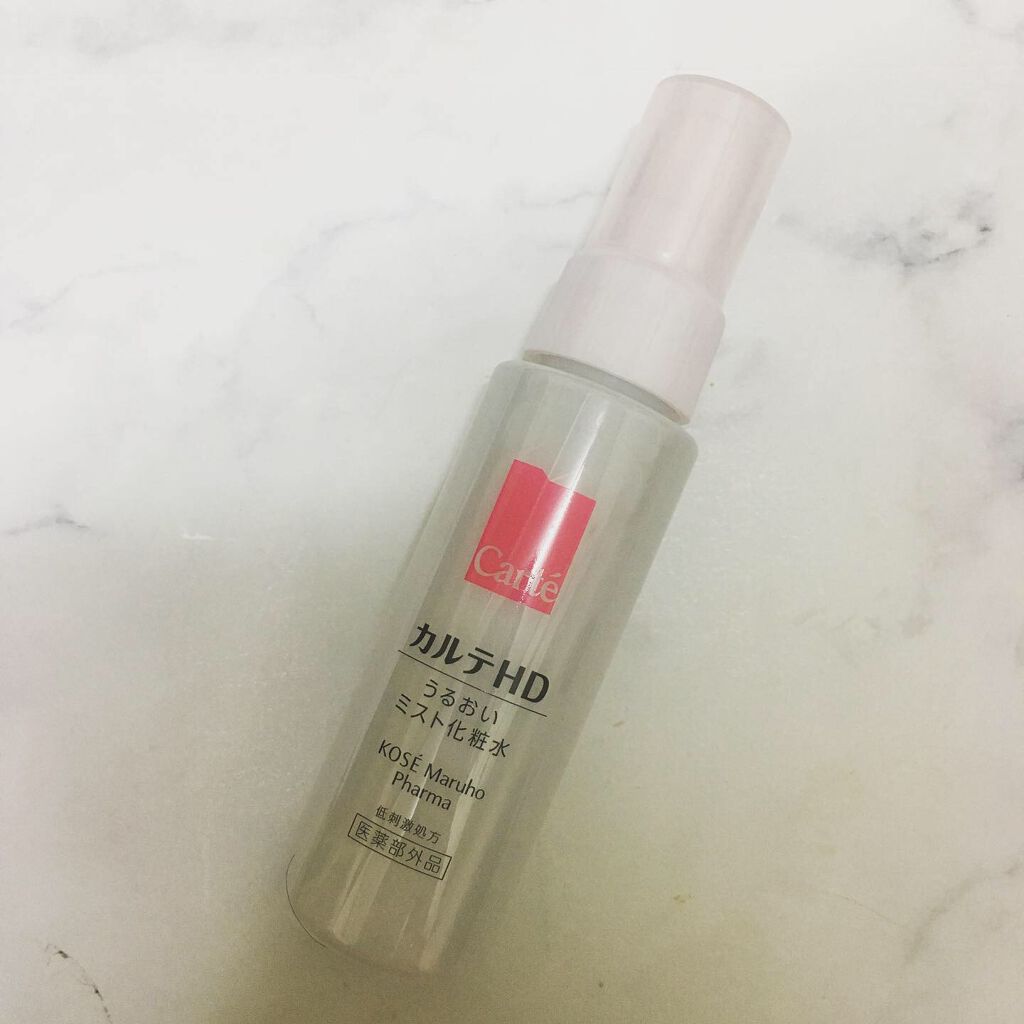 Carté
カルテHD
うるおい
ミスト化粧水
KOSÉ Maruho
Pharma
低刺激処方
医薬部外品